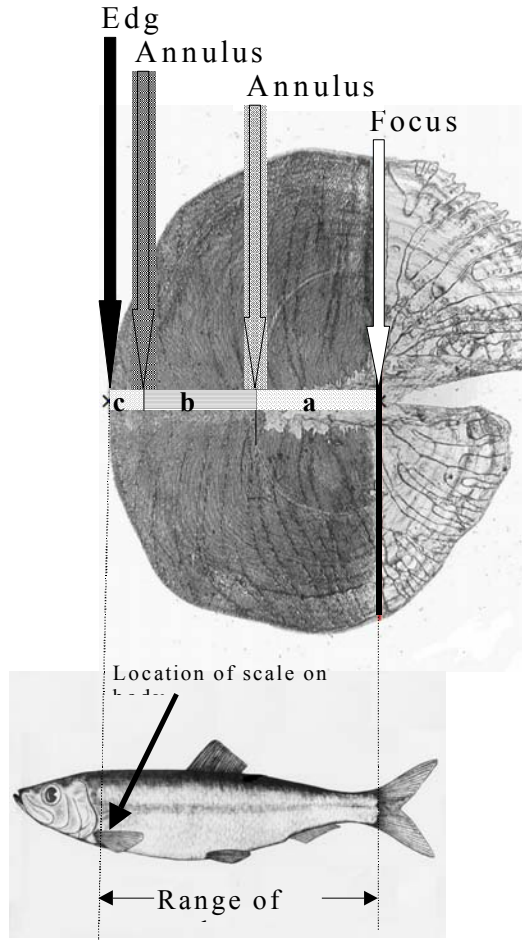 Edg
Annulus
Annulus
Focus
c b a
Location of scale on
Range of